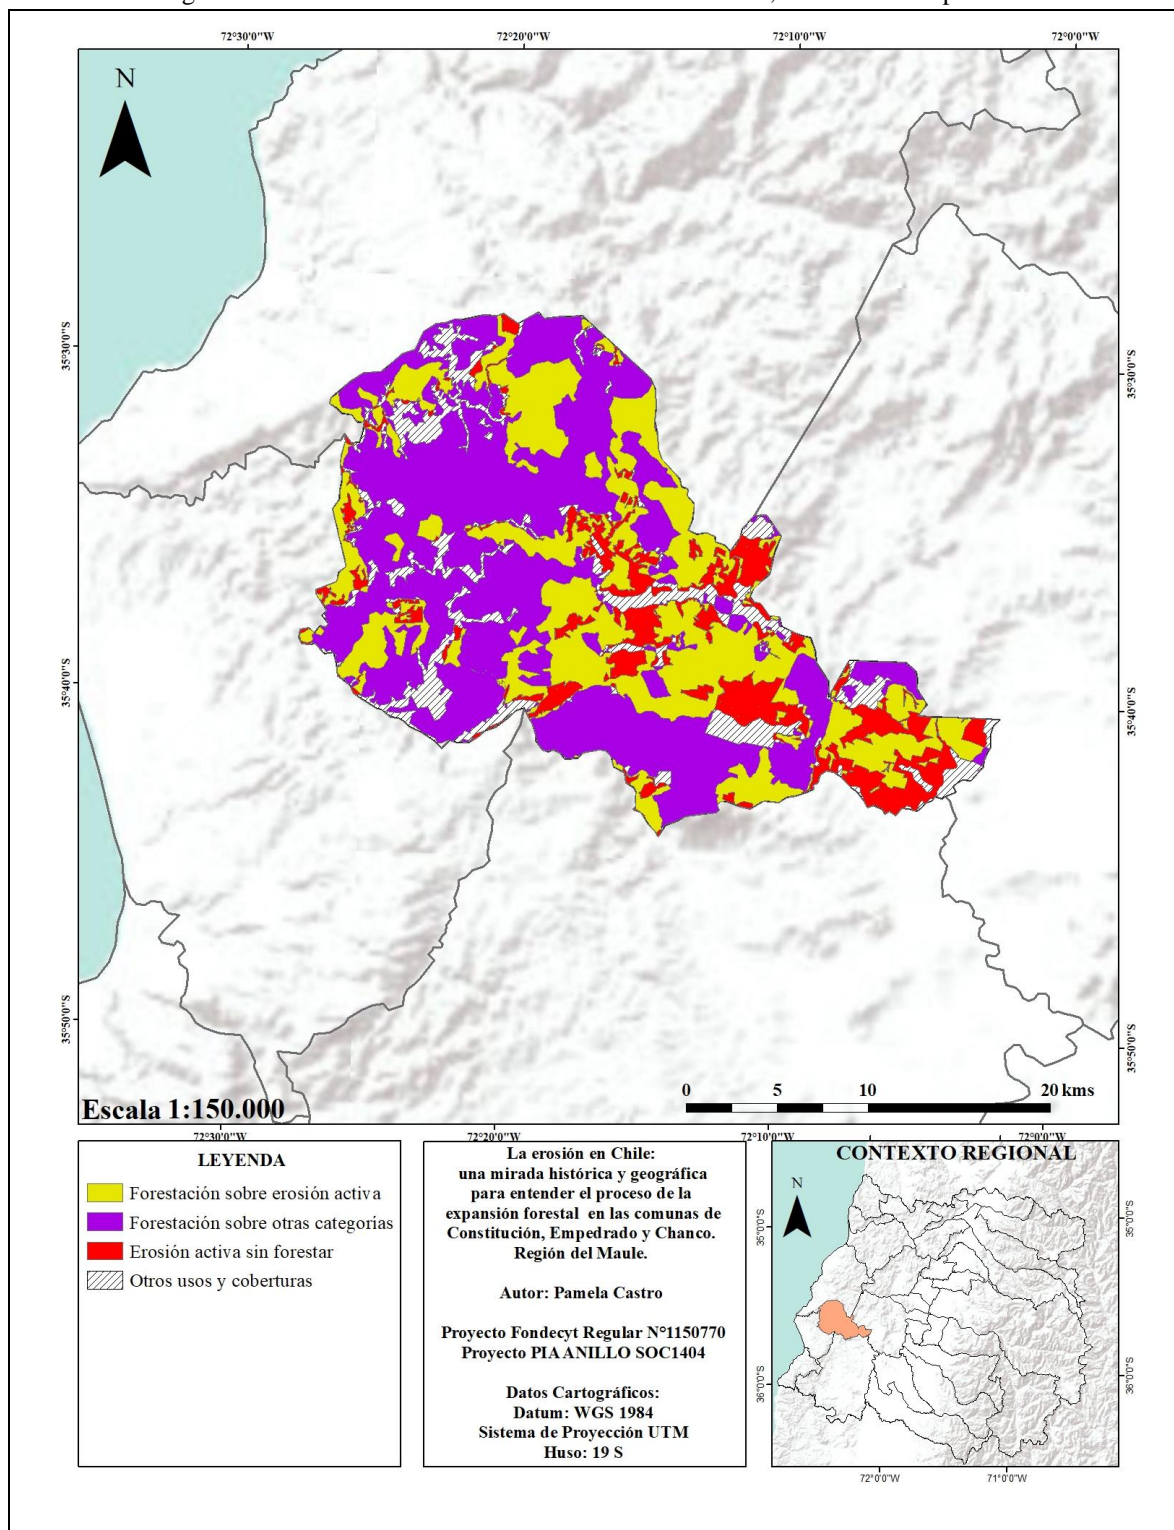 72°30'0"W
72°20'0"W
72°10'0"W
72°0'0"W
N
35°30'0"S
35°30'0"S
35°40'0"S
35°40'0"S
35°50'0"S
35°50'0"S
0 5 10 20 kms
Escala 1:150.000
72°30'0"W
72°20'0"W
72°10'0"W
72°0'0"W
LEYENDA
Forestación sobre erosión activa
Forestación sobre otras categorías
Erosión activa sin forestar
Otros usos y coberturas
La erosión en Chile:
una mirada histórica y geográfica
para entender el proceso de la
expansión forestal en las comunas de
Constitución, Empedrado y Chanco.
Región del Maule.
Autor: Pamela Castro
Proyecto Fondecyt Regular N°1150770
Proyecto PIA ANILLO SOC1404
Datos Cartográficos:
Datum: WGS 1984
Sistema de Proyección UTM
Huso: 19 S
CONTEXTO REGIONAL
N
35°0'0"S
35°0'0"S
36°0'0"S
36°0'0"S
72°0'0"W
71°0'0"W